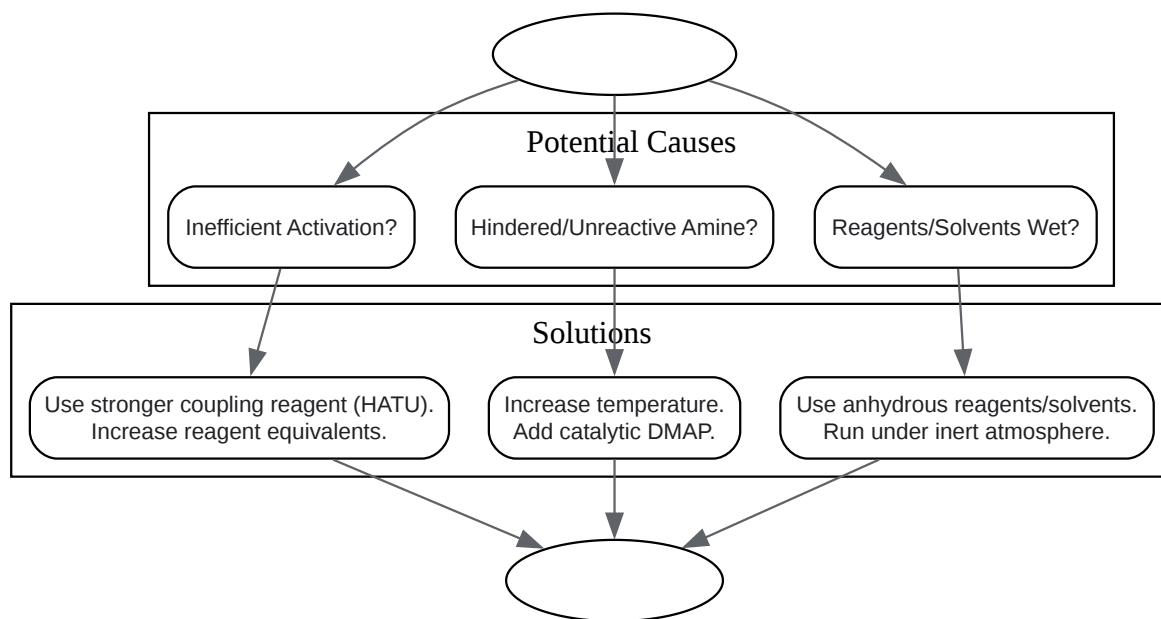 Potential Causes
Inefficient Activation?
Hindered/Unreactive Amine?
Reagents/Solvents Wet?
Solutions
Use stronger coupling reagent (HATU).
Increase reagent equivalents.
Increase temperature.
Add catalytic DMAP.
Use anhydrous reagents/solvents.
Run under inert atmosphere.